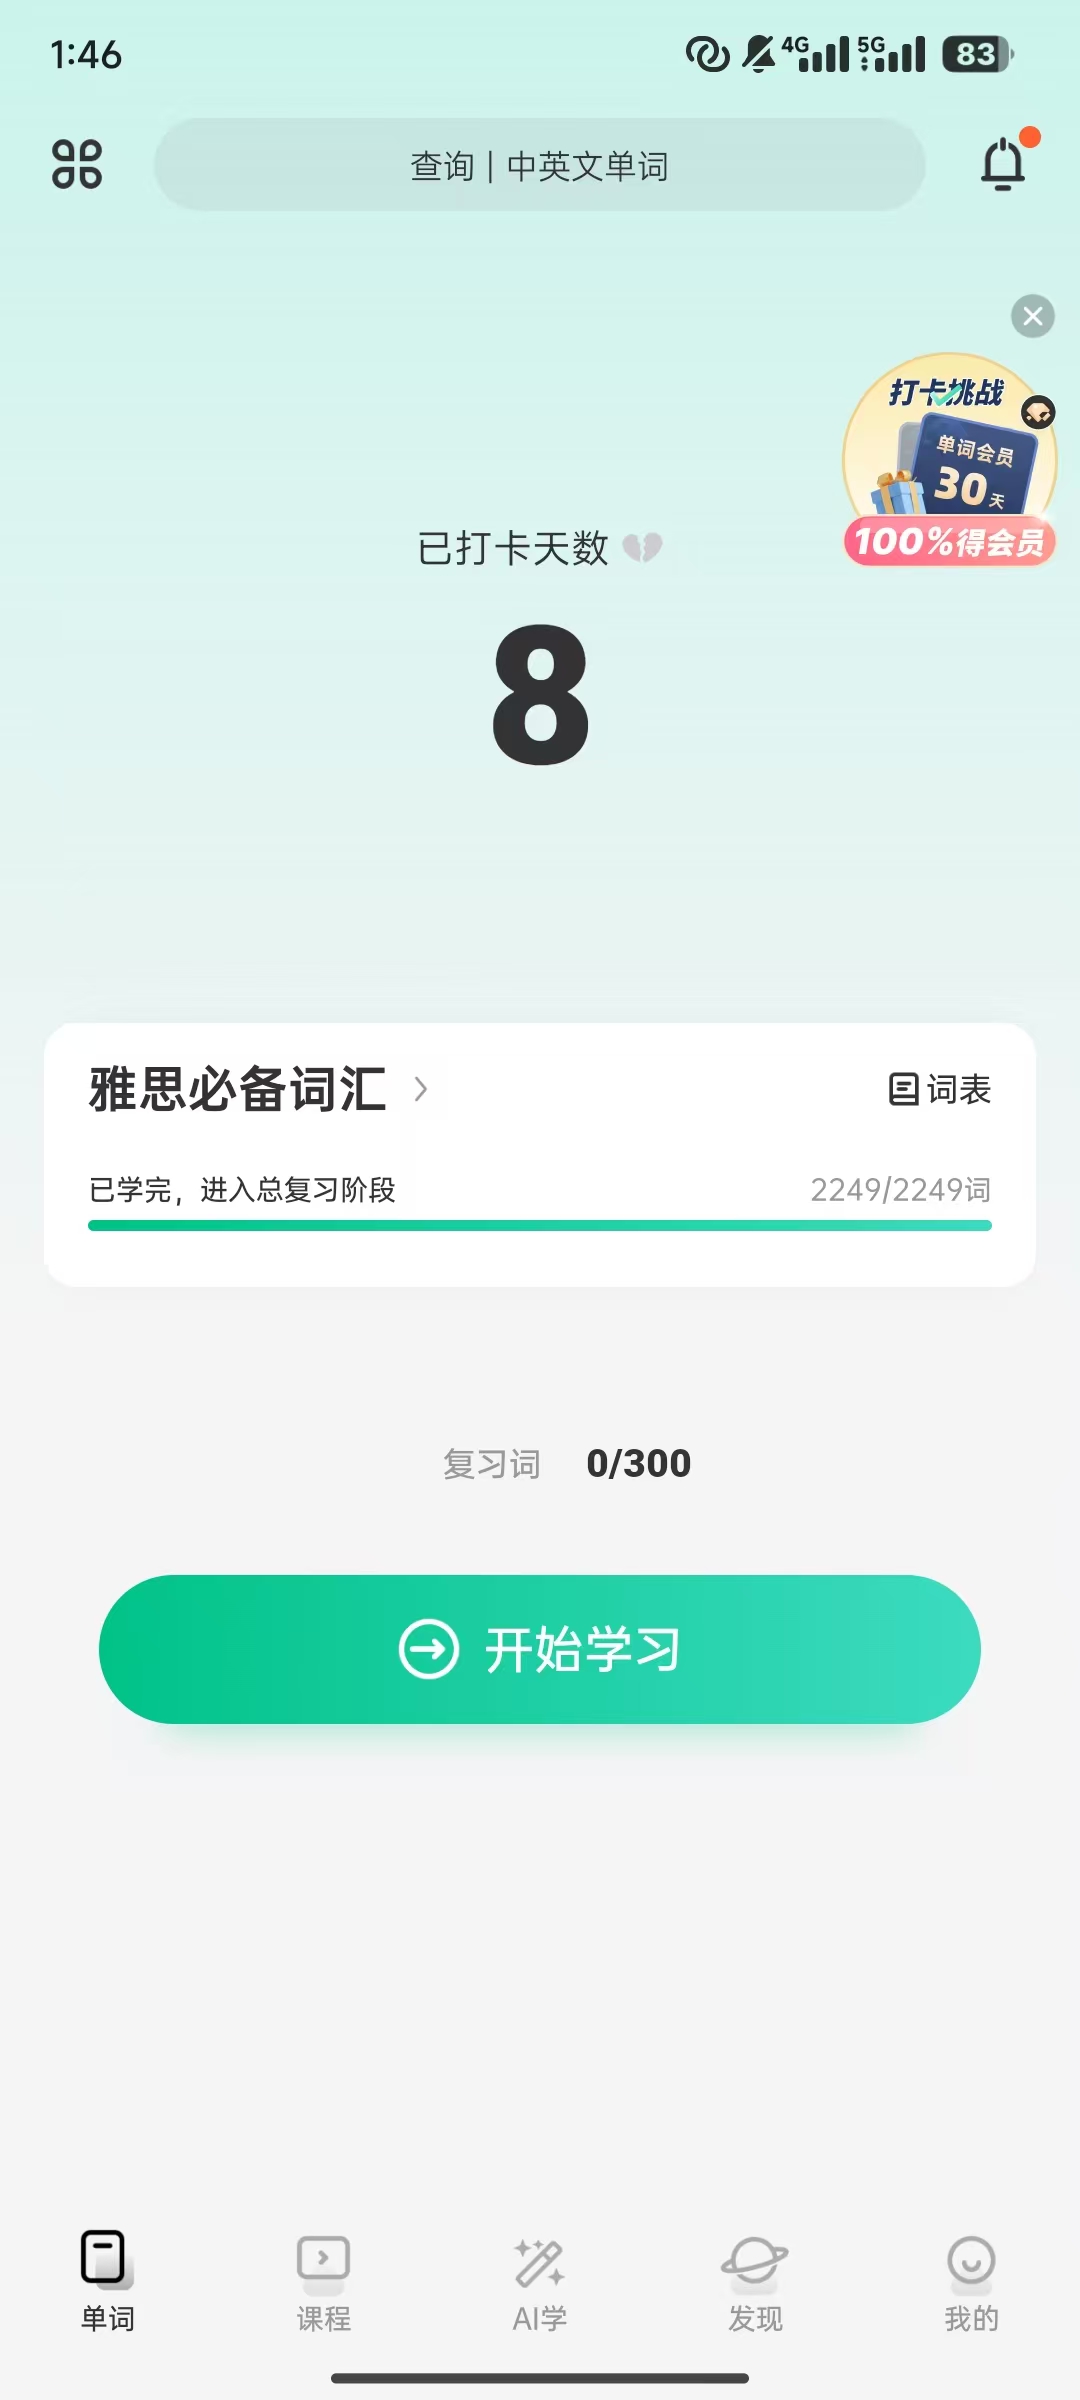 1:46
4G
5G
83
查询 | 中英文单词
打卡挑战
单词会员
30天
100%得会员
已打卡天数
8
雅思必备词汇
词表
已学完，进入总复习阶段
2249/2249词
复习词 0/300
开始学习
单词
课程
AI学
发现
我的